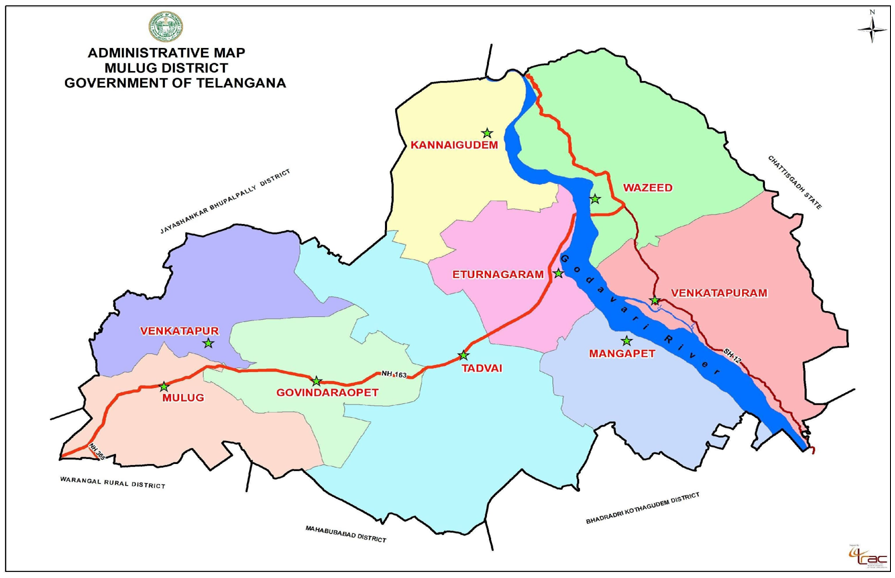 N
ADMINISTRATIVE MAP
MULUG DISTRICT
GOVERNMENT OF TELANGANA
KANNAIGUDEM
CHATTISGADH STATE
JAYASHANKAR BHUPALPALLY DISTRICT
WAZEED
ETURNAGARAM
Godavari River
VENKATAPURAM
VENKATAPUR
MANGAPET
SH-12
TADVAI
NH-163
GOVINDARAOPET
MULUG
NH-365
WARANGAL RURAL DISTRICT
BHADRADRI KOTHAGUDEM DISTRICT
MAHABUBABAD DISTRICT
trac